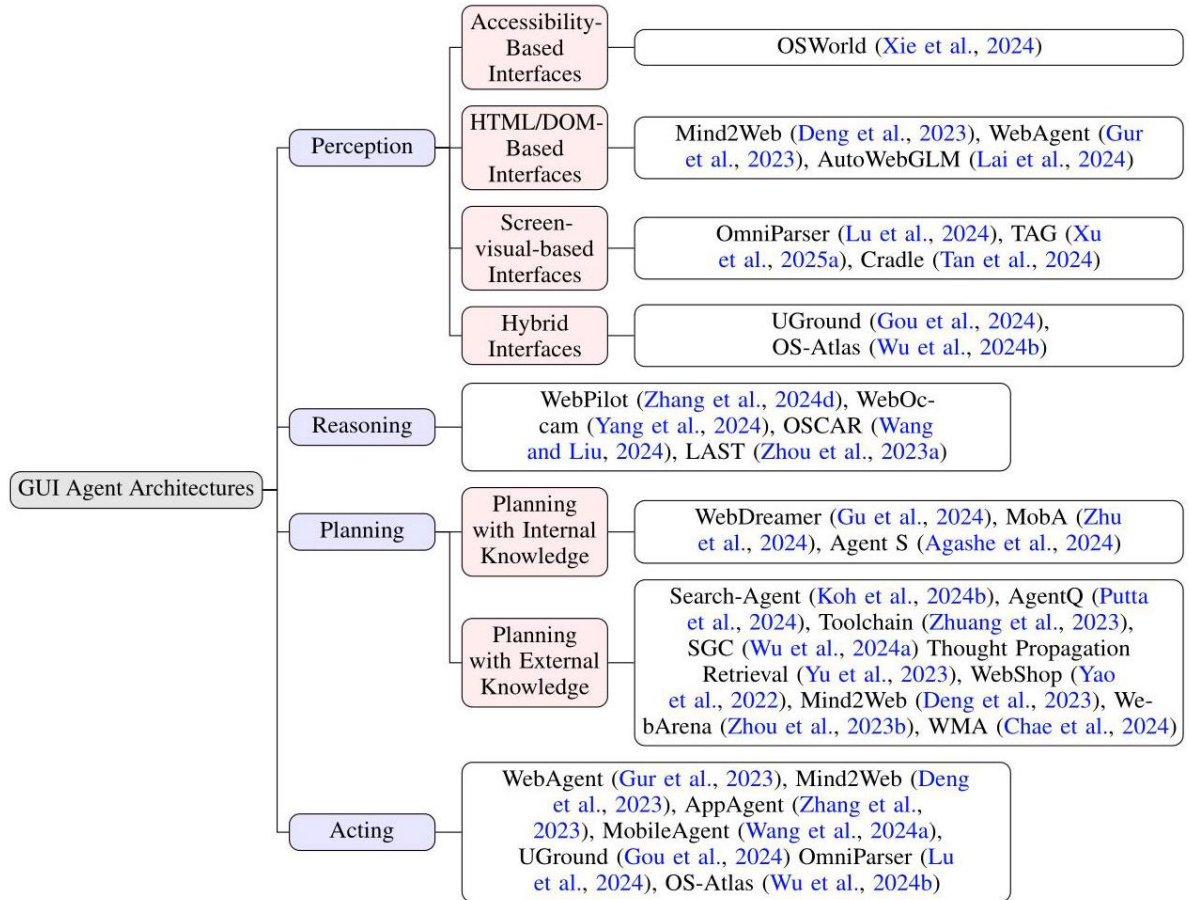 GUI Agent Architectures
Perception
Accessibility-
Based
Interfaces
OSWorld (Xie et al., 2024)
HTML/DOM-
Based
Interfaces
Mind2Web (Deng et al., 2023), WebAgent (Gur
et al., 2023), AutoWebGLM (Lai et al., 2024)
Screen-
visual-based
Interfaces
OmniParser (Lu et al., 2024), TAG (Xu
et al., 2025a), Cradle (Tan et al., 2024)
Hybrid
Interfaces
UGround (Gou et al., 2024),
OS-Atlas (Wu et al., 2024b)
Reasoning
WebPilot (Zhang et al., 2024d), WebOc-
cam (Yang et al., 2024), OSCAR (Wang
and Liu, 2024), LAST (Zhou et al., 2023a)
Planning
Planning
with Internal
Knowledge
WebDreamer (Gu et al., 2024), MobA (Zhu
et al., 2024), Agent S (Agashe et al., 2024)
Planning
with External
Knowledge
Search-Agent (Koh et al., 2024b), AgentQ (Putta
et al., 2024), Toolchain (Zhuang et al., 2023),
SGC (Wu et al., 2024a) Thought Propagation
Retrieval (Yu et al., 2023), WebShop (Yao
et al., 2022), Mind2Web (Deng et al., 2023), We-
bArena (Zhou et al., 2023b), WMA (Chae et al., 2024)
Acting
WebAgent (Gur et al., 2023), Mind2Web (Deng
et al., 2023), AppAgent (Zhang et al.,
2023), MobileAgent (Wang et al., 2024a),
UGround (Gou et al., 2024) OmniParser (Lu
et al., 2024), OS-Atlas (Wu et al., 2024b)